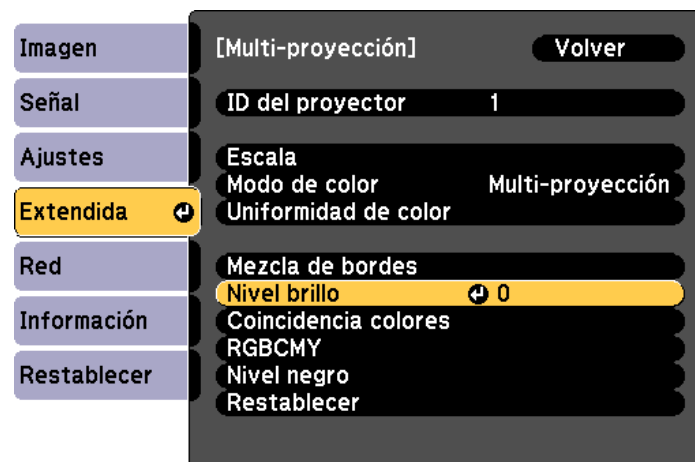 Imagen
Señal
Ajustes
Extendida
Red
Información
Restablecer
[Multi-proyección] Volver
ID del proyector 1
Escala
Modo de color Multi-proyección
Uniformidad de color
Mezcla de bordes
Nivel brillo 0
Coincidencia colores
RGBCMY
Nivel negro
Restablecer